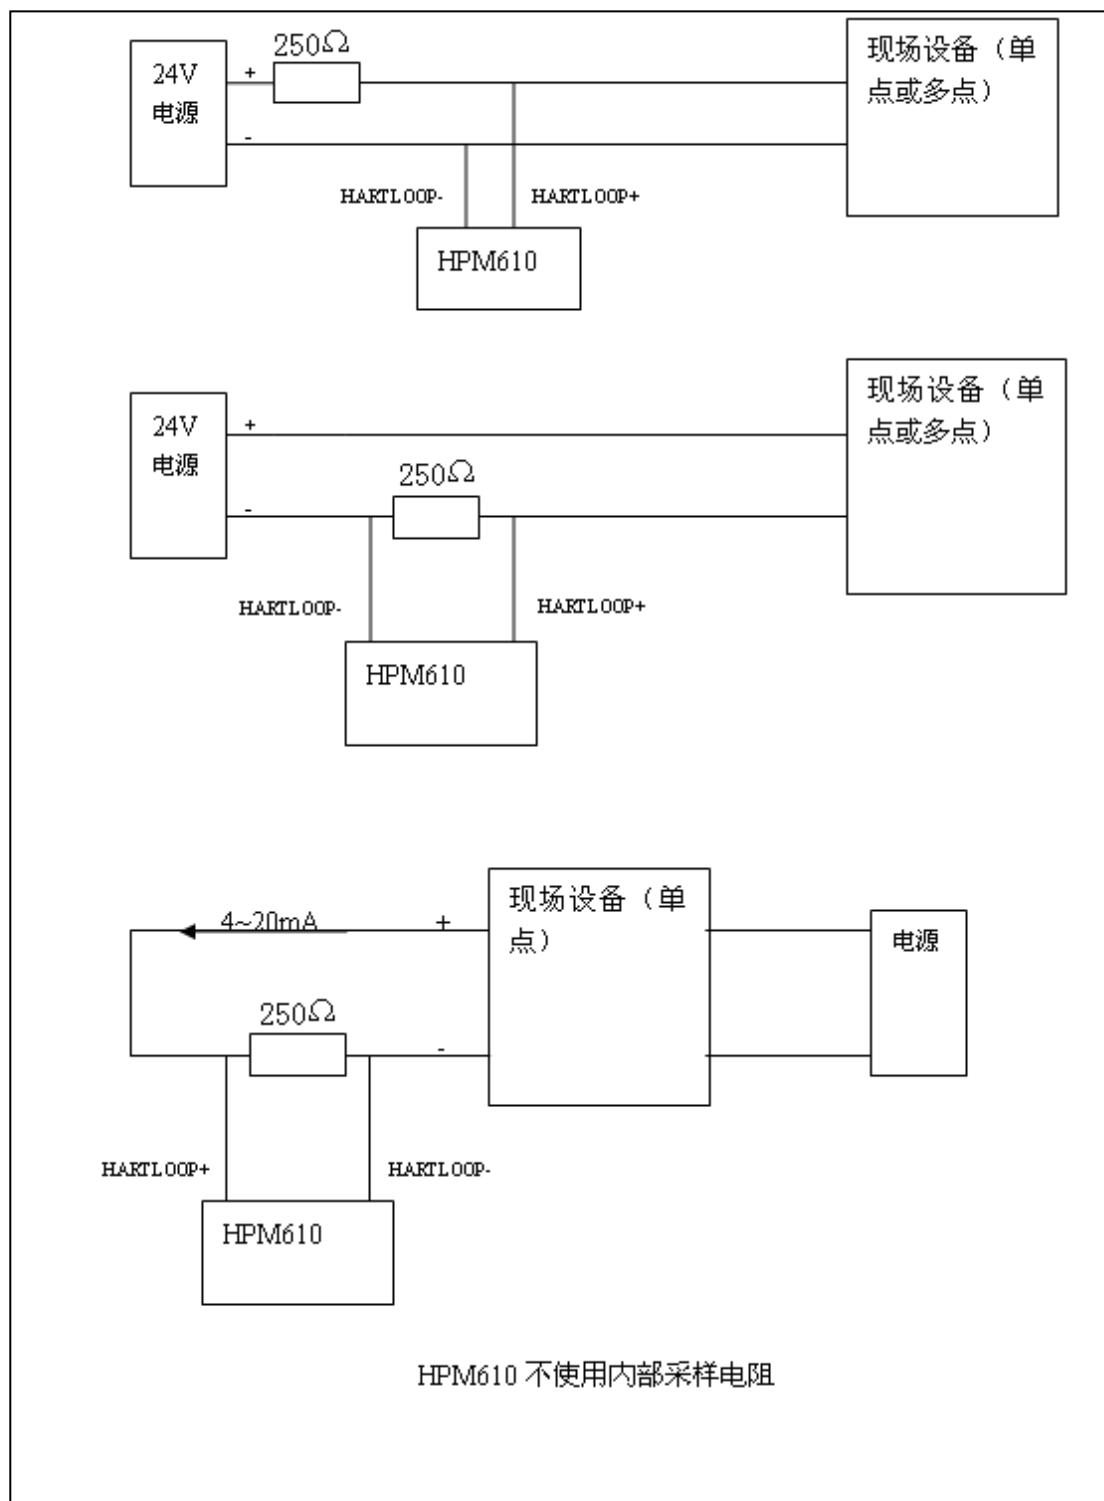 250Ω
24V
电源
+
-
现场设备（单
点或多点）
HARTLOOP-
HARTLOOP+
HPM610
24V
电源
+
-
250Ω
现场设备（单
点或多点）
HARTLOOP-
HARTLOOP+
HPM610
4~20mA
+
现场设备（单
点）
电源
250Ω
-
HARTLOOP+
HARTLOOP-
HPM610
HPM610 不使用内部采样电阻